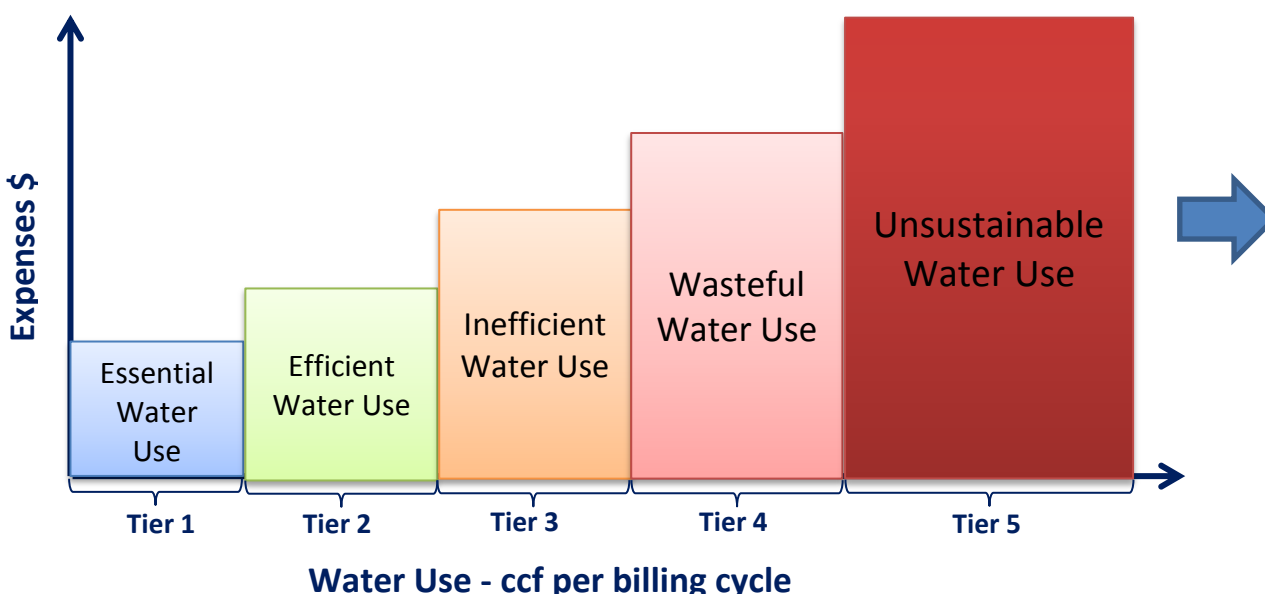 Expenses $
Essential
Water
Use
Efficient
Water Use
Inefficient
Water Use
Wasteful
Water Use
Unsustainable
Water Use
Tier 1
Tier 2
Tier 3
Tier 4
Tier 5
Water Use - ccf per billing cycle